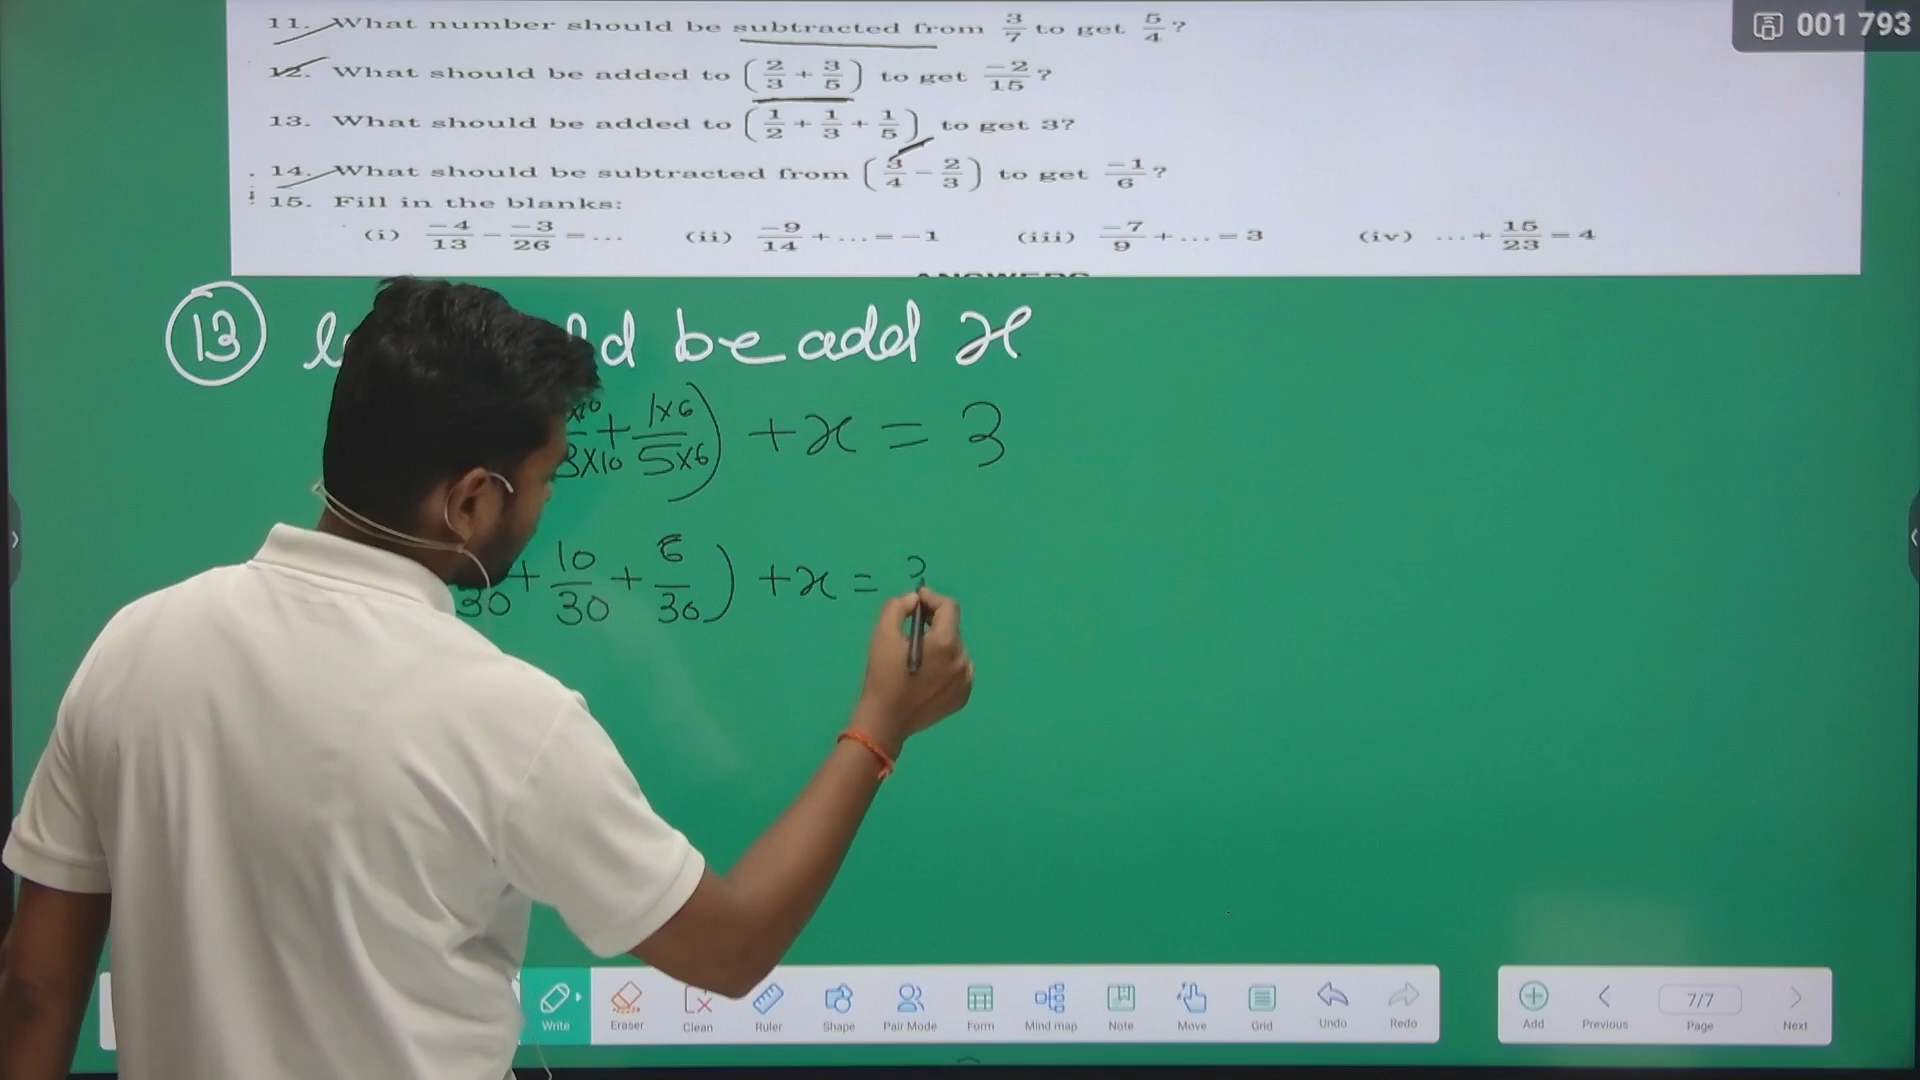 11. What number should be subtracted from 3/7 to get 5/4?
12. What should be added to (2/3 + 3/5) to get -2/15?
13. What should be added to (1/2 + 1/3 + 1/5) to get 3?
14. What should be subtracted from (3/4 - 2/3) to get -1/6?
15. Fill in the blanks:
(i) -4/13 - -3/26 = ... (ii) -9/14 + ... = -1 (iii) -7/9 + ... = 3 (iv) ... + 15/23 = 4
001 793
13 be add x
3×10 + 1×6/5×6) + x = 3
30 + 10/30 + 6/30) + x =
Write Eraser Clean Ruler Shape Pair Mode Form Mind map Note Move Grid Undo Redo
Add Previous 7/7 Page Next